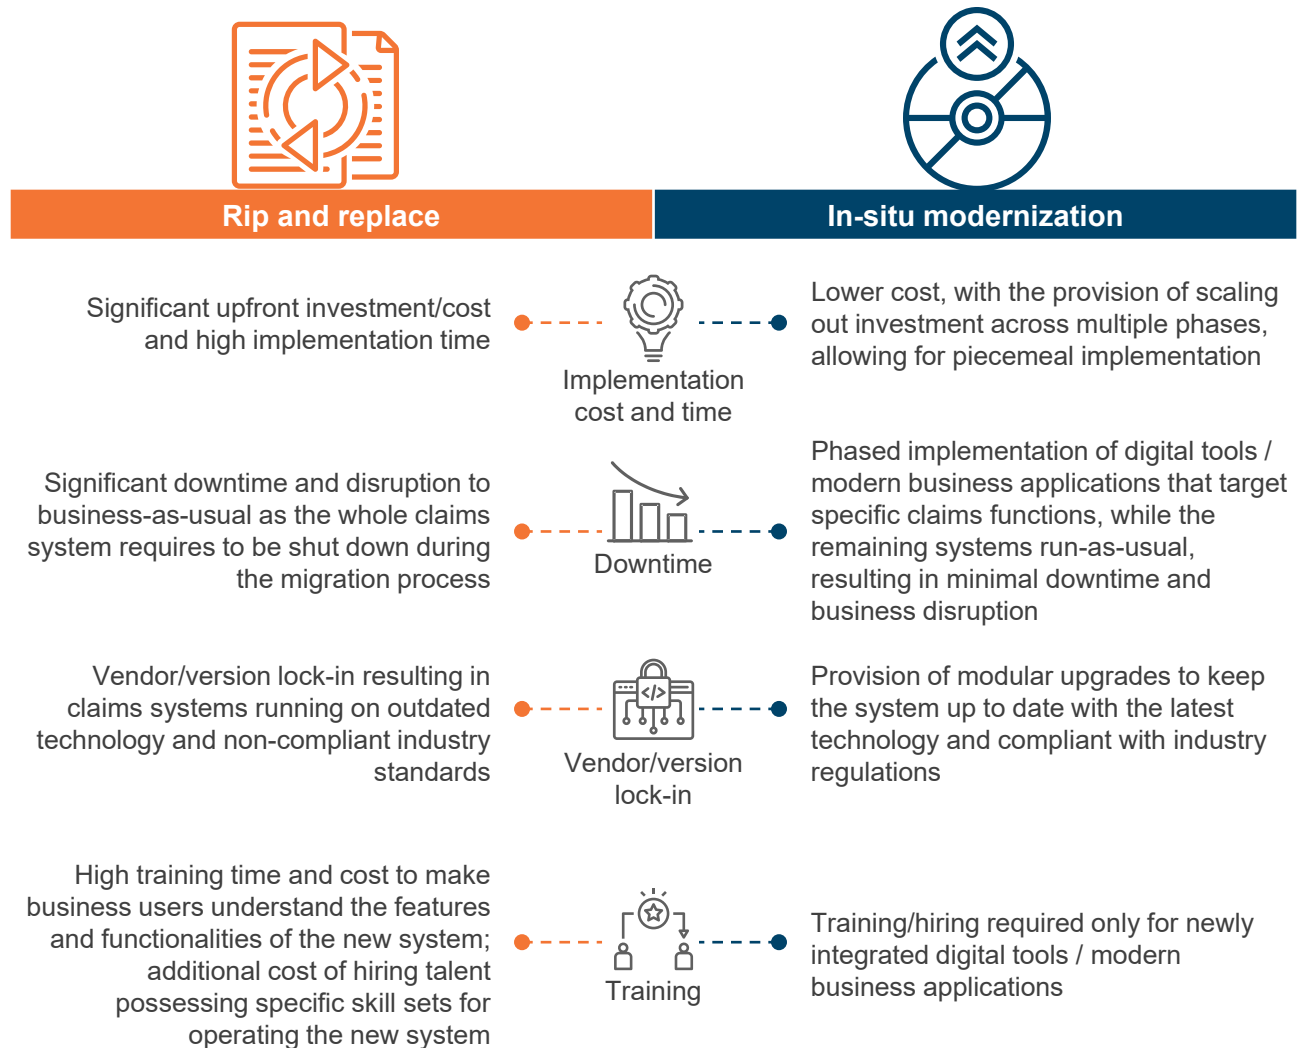 Rip and replace
In-situ modernization
Significant upfront investment/cost
and high implementation time
Implementation
cost and time
Lower cost, with the provision of scaling
out investment across multiple phases,
allowing for piecemeal implementation
Significant downtime and disruption to
business-as-usual as the whole claims
system requires to be shut down during
the migration process
Downtime
Phased implementation of digital tools /
modern business applications that target
specific claims functions, while the
remaining systems run-as-usual,
resulting in minimal downtime and
business disruption
Vendor/version lock-in resulting in
claims systems running on outdated
technology and non-compliant industry
standards
</>
Vendor/version
lock-in
Provision of modular upgrades to keep
the system up to date with the latest
technology and compliant with industry
regulations
High training time and cost to make
business users understand the features
and functionalities of the new system;
additional cost of hiring talent
possessing specific skill sets for
operating the new system
Training
Training/hiring required only for newly
integrated digital tools / modern
business applications